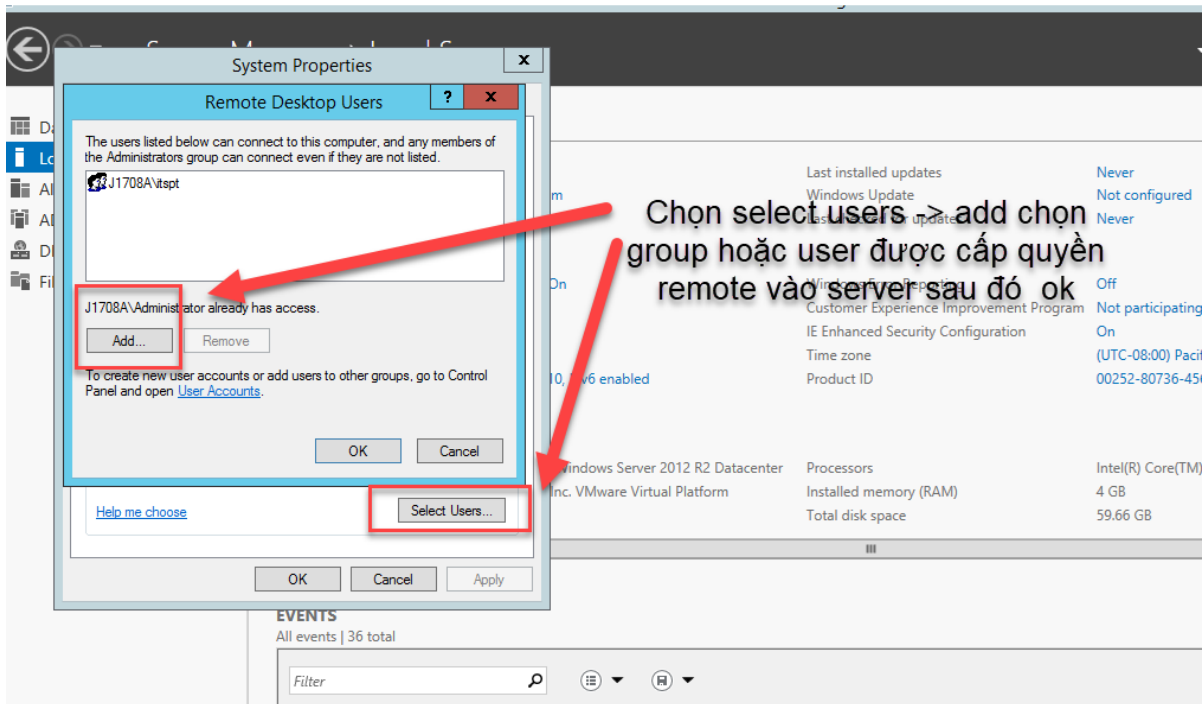 System Properties
x
Remote Desktop Users
?
x
The users listed below can connect to this computer, and any members of
the Administrators group can connect even if they are not listed.
J1708A\itspt
J1708A\Administrator already has access.
Add...
Remove
To create new user accounts or add users to other groups, go to Control
Panel and open User Accounts.
OK
Cancel
Help me choose
Select Users...
OK
Cancel
Apply
Chọn select users -> add chọn
group hoặc user được cấp quyền
remote vào server sau đó ok
Last installed updates Never
Windows Update Not configured
Never
On
Windows Error Reporting Off
Customer Experience Improvement Program Not participating
IE Enhanced Security Configuration On
Time zone (UTC-08:00)
enabled
Product ID 00252-80736-456
Windows Server 2012 R2 Datacenter
Inc. VMware Virtual Platform
Processors Intel(R) Core(TM)
Installed memory (RAM) 4 GB
Total disk space 59.66 GB
EVENTS
All events | 36 total
Filter